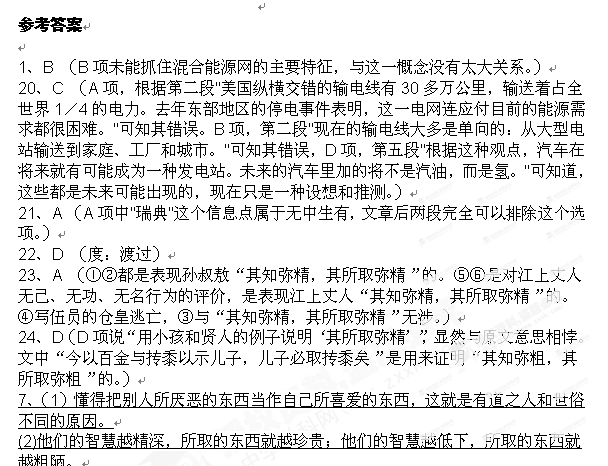 参考答案
1、B （B项未能抓住混合能源网的主要特征，与这一概念没有太大关系。）
20、C （A项，根据第二段"美国纵横交错的输电线有 30 多万公里，输送着占全
世界 1／4 的电力。去年东部地区的停电事件表明，这一电网连应付目前的能源需
求都很困难。"可知其错误。B项，第二段"现在的输电线大多是单向的：从大型电
站输送到家庭、工厂和城市。"可知其错误，D 项，第五段"根据这种观点，汽车在
将来就有可能成为一种发电站。未来的汽车里加的将不是汽油，而是氢。"可知道，
这些都是未来可能出现的，现在只是一种设想和推测。）
21、A （A项中"瑞典"这个信息点属于无中生有，文章后两段完全可以排除这个选
项。）
22、D （度：渡过）
23、A （①②都是表现孙叔敖“其知弥精，其所取弥精”的。⑤⑥是对江上丈人
无己、无功、无名行为的评价，是表现江上丈人“其知弥精，其所取弥精”的。
④写伍员的仓皇逃亡，③与“其知弥精，其所取弥精”无涉。）
24、D（D项说“用小孩和贤人的例子说明‘其所取弥精’”，显然与原文意思相悖。
文中“今以百金与抟黍以示儿子，儿子必取抟黍矣”是用来证明“其知弥粗，其
所取弥粗”的。）
7、（1）懂得把别人所厌恶的东西当作自己所喜爱的东西，这就是有道之人和世俗
不同的原因。
(2)他们的智慧越精深，所取的东西就越珍贵；他们的智慧越低下，所取的东西就
越粗陋。